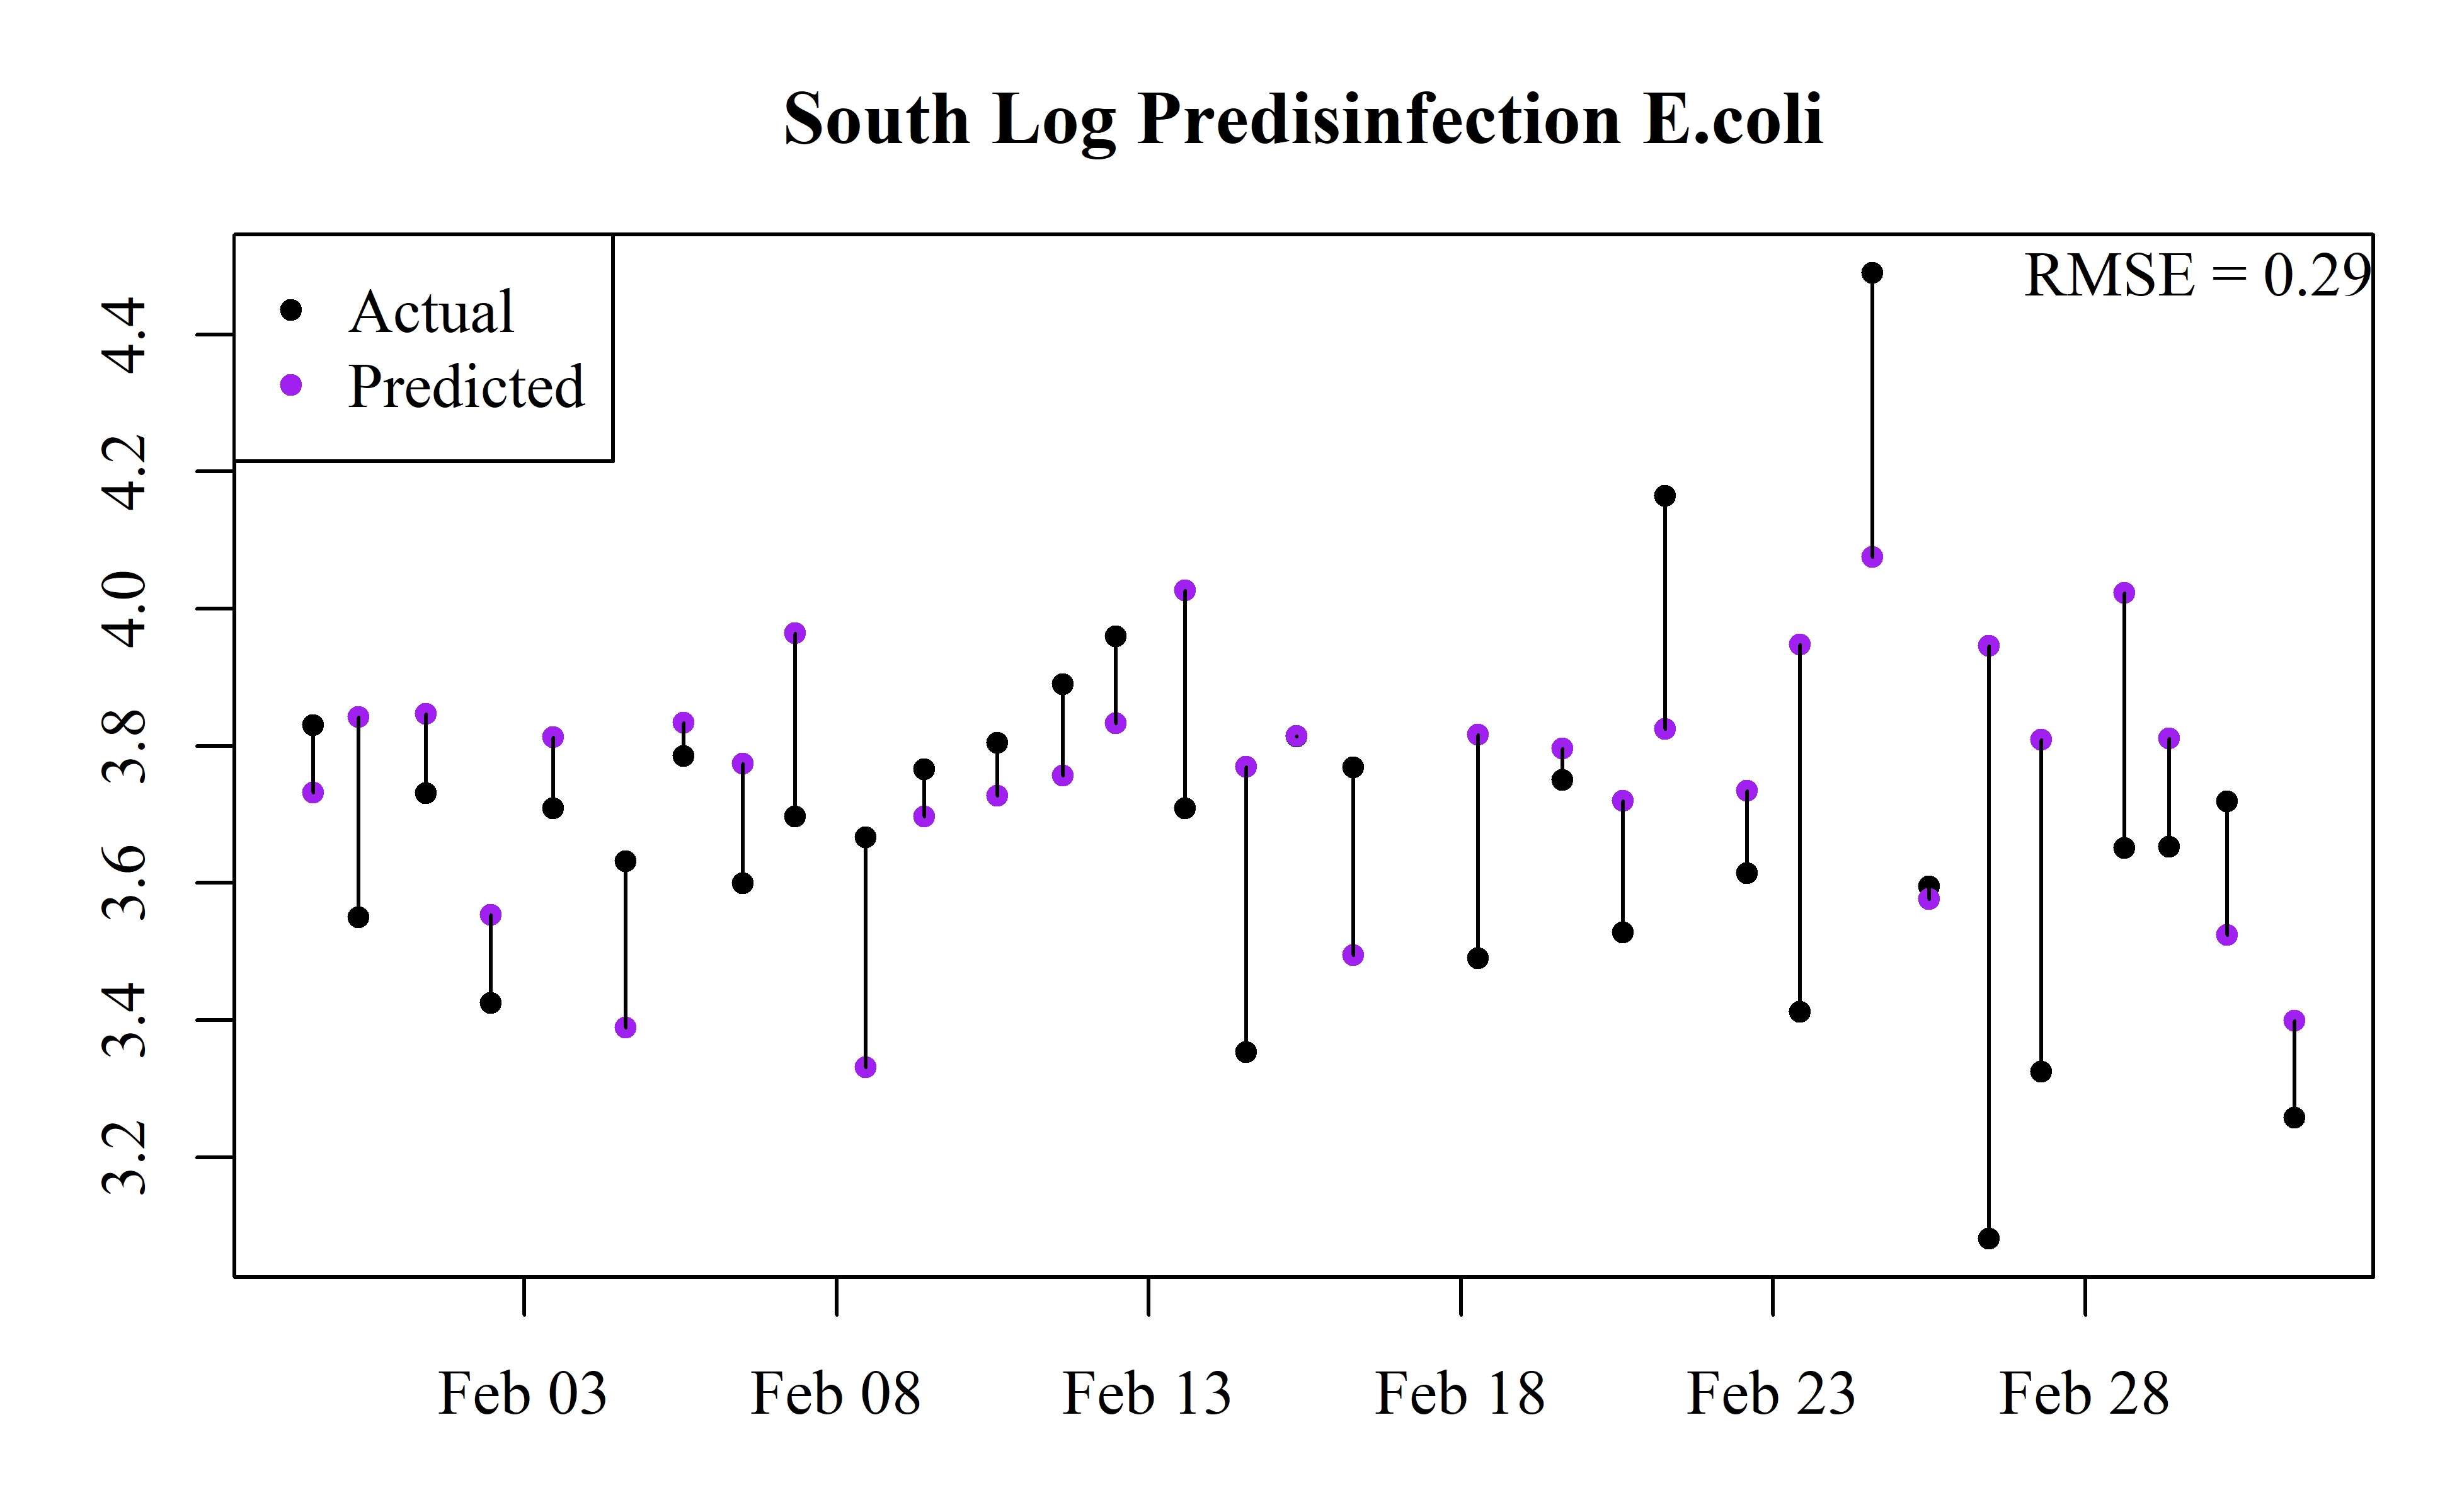 South Log Predisinfection E.coli
RMSE = 0.29
Actual
Predicted
4.4
4.2
4.0
3.8
3.6
3.4
3.2
Feb 03 Feb 08 Feb 13 Feb 18 Feb 23 Feb 28